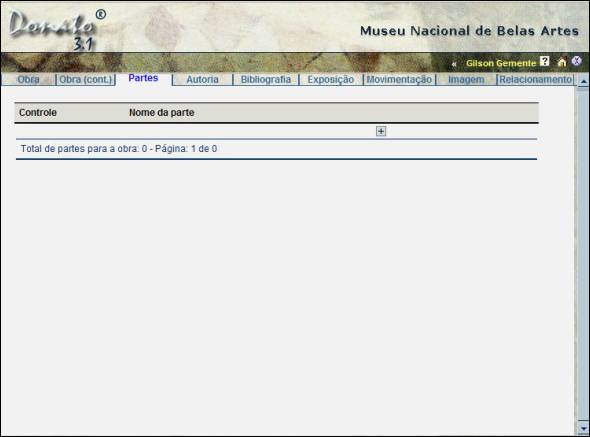 Donato ®
3.1
Museu Nacional de Belas Artes
« Gilson Gemente ? X
Obra Obra (cont.) Partes Autoria Bibliografia Exposição Movimentação Imagem Relacionamento
Controle Nome da parte
+
Total de partes para a obra: 0 - Página: 1 de 0